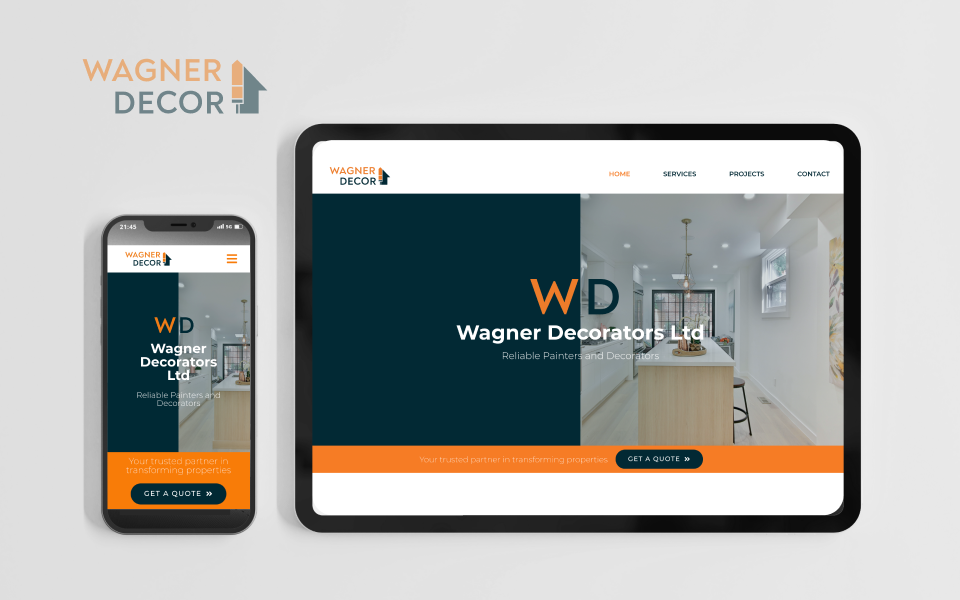 WAGNER
DECOR
WAGNER
DECOR
HOME SERVICES PROJECTS CONTACT
WD
Wagner Decorators Ltd
Reliable Painters and Decorators
Your trusted partner in transforming properties
GET A QUOTE »
21:45 5G
WAGNER
DECOR
WD
Wagner
Decorators
Ltd
Reliable Painters and
Decorators
Your trusted partner in
transforming properties
GET A QUOTE »